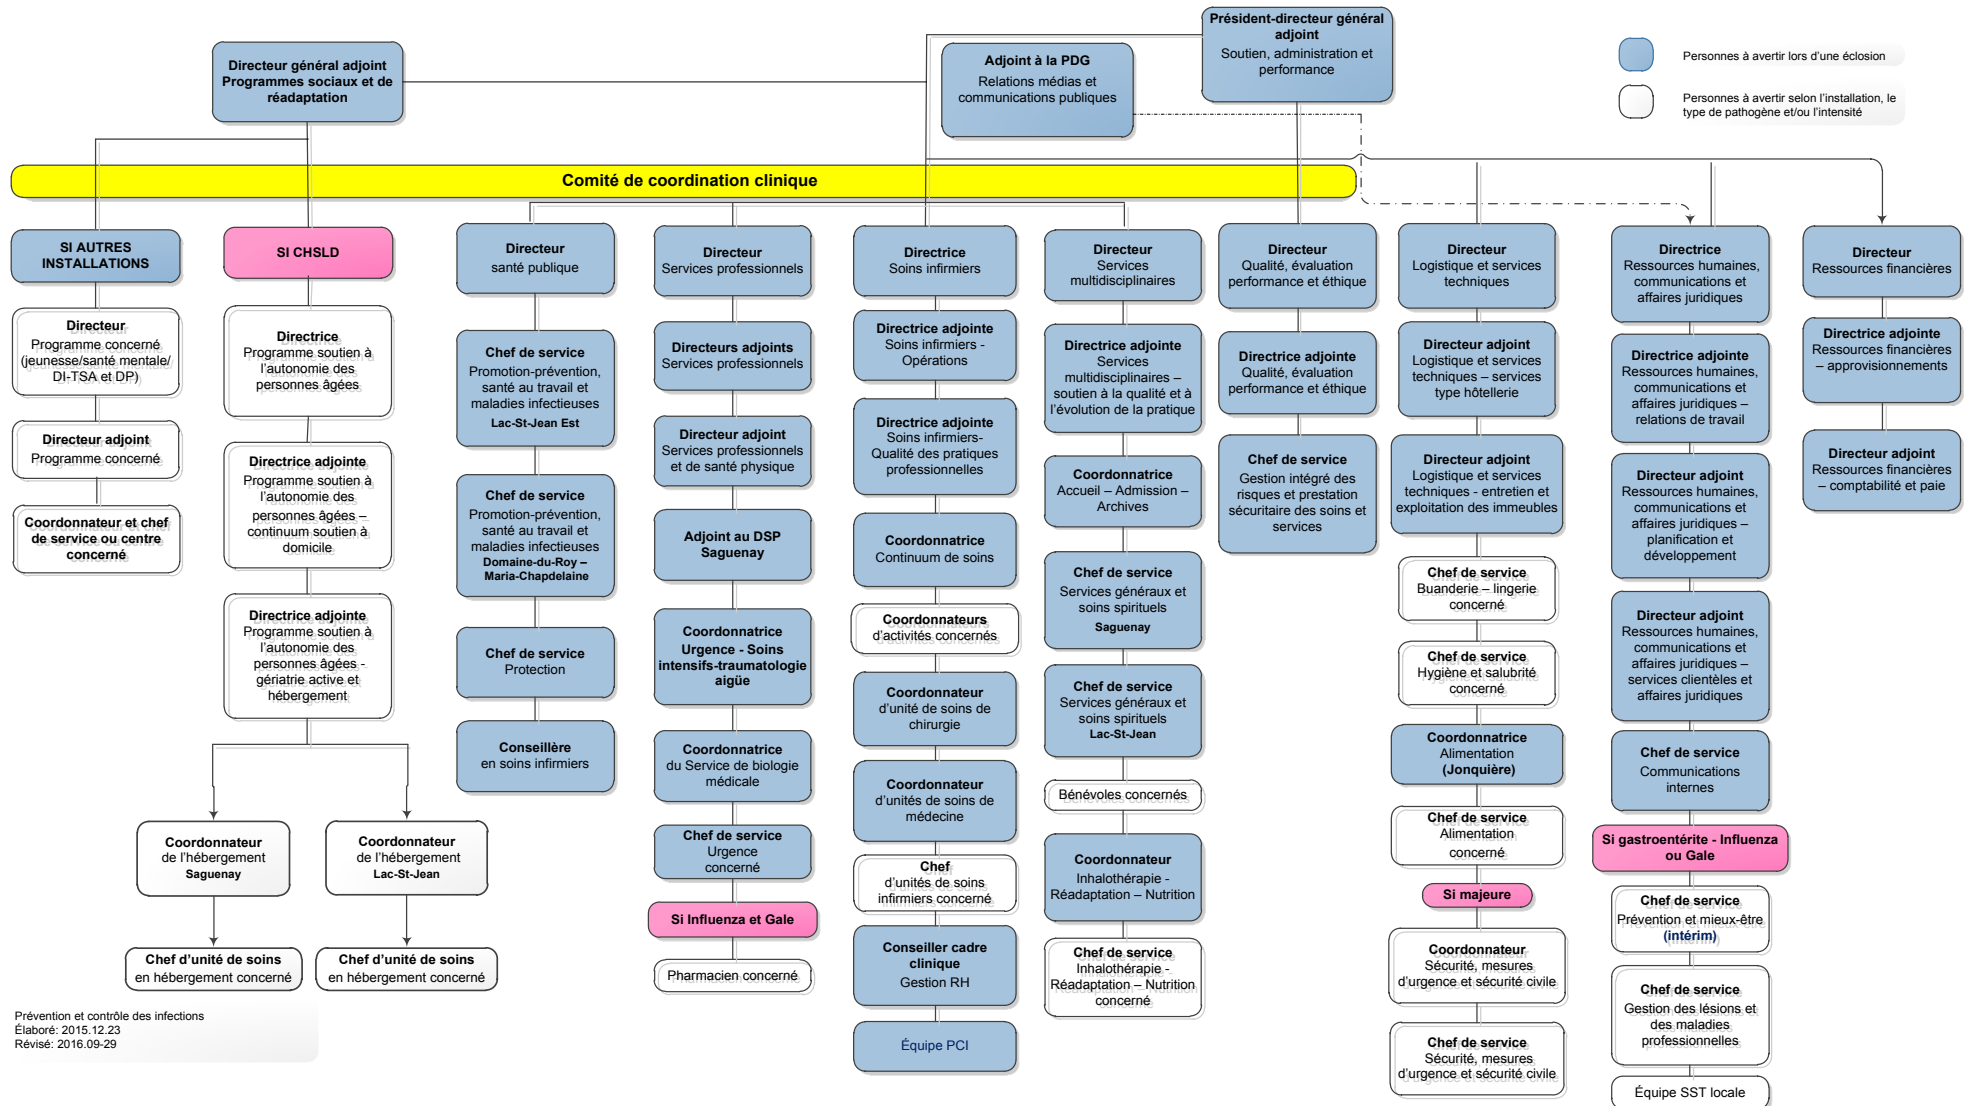 Président-directeur général
adjoint
Soutien, administration et
performance
Directeur général adjoint
Programmes sociaux et de
réadaptation
Adjoint à la PDG
Relations médias et
communications publiques
Personnes à avertir lors d'une éclosion
Personnes à avertir selon l'installation, le
type de pathogène et/ou l'intensité
Comité de coordination clinique
SI AUTRES
INSTALLATIONS
Directeur
Programme concerné
(jeunesse/santé mentale/
DI-TSA et DP)
Directeur adjoint
Programme concerné
Coordonnateur et chef
de service ou centre
concerné
SI CHSLD
Directrice
Programme soutien à
l'autonomie des
personnes âgées
Directrice adjointe
Programme soutien à
l'autonomie des
personnes âgées –
continuum soutien à
domicile
Directrice adjointe
Programme soutien à
l'autonomie des
personnes âgées -
gériatrie active et
hébergement
Coordonnateur
de l'hébergement
Saguenay
Chef d'unité de soins
en hébergement concerné
Coordonnateur
de l'hébergement
Lac-St-Jean
Chef d'unité de soins
en hébergement concerné
Directeur
santé publique
Chef de service
Promotion-prévention,
santé au travail et
maladies infectieuses
Lac-St-Jean Est
Chef de service
Promotion-prévention,
santé au travail et
maladies infectieuses
Domaine-du-Roy –
Maria-Chapdelaine
Chef de service
Protection
Conseillère
en soins infirmiers
Directeur
Services professionnels
Directeurs adjoints
Services professionnels
Directeur adjoint
Services professionnels
et de santé physique
Adjoint au DSP
Saguenay
Coordonnatrice
Urgence - Soins
intensifs-traumatologie
aigüe
Coordonnatrice
du Service de biologie
médicale
Chef de service
Urgence
concerné
Si Influenza et Gale
Pharmacien concerné
Directrice
Soins infirmiers
Directrice adjointe
Soins infirmiers -
Opérations
Directrice adjointe
Soins infirmiers-
Qualité des pratiques
professionnelles
Coordonnatrice
Continuum de soins
Coordonnateurs
d'activités concernés
Coordonnateur
d'unité de soins de
chirurgie
Coordonnateur
d'unités de soins de
médecine
Chef
d'unités de soins
infirmiers concerné
Conseiller cadre
clinique
Gestion RH
Équipe PCI
Directeur
Services
multidisciplinaires
Directrice adjointe
Services
multidisciplinaires –
soutien à la qualité et à
l'évolution de la pratique
Coordonnatrice
Accueil – Admission –
Archives
Chef de service
Services généraux et
soins spirituels
Saguenay
Chef de service
Services généraux et
soins spirituels
Lac-St-Jean
Bénévoles concernés
Coordonnateur
Inhalothérapie -
Réadaptation – Nutrition
Chef de service
Inhalothérapie -
Réadaptation – Nutrition
concerné
Directeur
Qualité, évaluation
performance et éthique
Directrice adjointe
Qualité, évaluation
performance et éthique
Chef de service
Gestion intégré des
risques et prestation
sécuritaire des soins et
services
Directeur
Logistique et services
techniques
Directeur adjoint
Logistique et services
techniques – services
type hôtellerie
Directeur adjoint
Logistique et services
techniques - entretien et
exploitation des immeubles
Chef de service
Buanderie – lingerie
concerné
Chef de service
Hygiène et salubrité
concerné
Coordonnatrice
Alimentation
(Jonquière)
Chef de service
Alimentation
concerné
Si majeure
Coordonnateur
Sécurité, mesures
d'urgence et sécurité civile
Chef de service
Sécurité, mesures
d'urgence et sécurité civile
Directrice
Ressources humaines,
communications et
affaires juridiques
Directrice adjointe
Ressources humaines,
communications et
affaires juridiques –
relations de travail
Directeur adjoint
Ressources humaines,
communications et
affaires juridiques –
planification et
développement
Directeur adjoint
Ressources humaines,
communications et
affaires juridiques –
services clientèles et
affaires juridiques
Chef de service
Communications
internes
Si gastroentérite - Influenza
ou Gale
Chef de service
Prévention et mieux-être
(intérim)
Chef de service
Gestion des lésions et
des maladies
professionnelles
Équipe SST locale
Directeur
Ressources financières
Directrice adjointe
Ressources financières
– approvisionnements
Directeur adjoint
Ressources financières
– comptabilité et paie
Prévention et contrôle des infections
Élaboré: 2015.12.23
Révisé: 2016.09-29